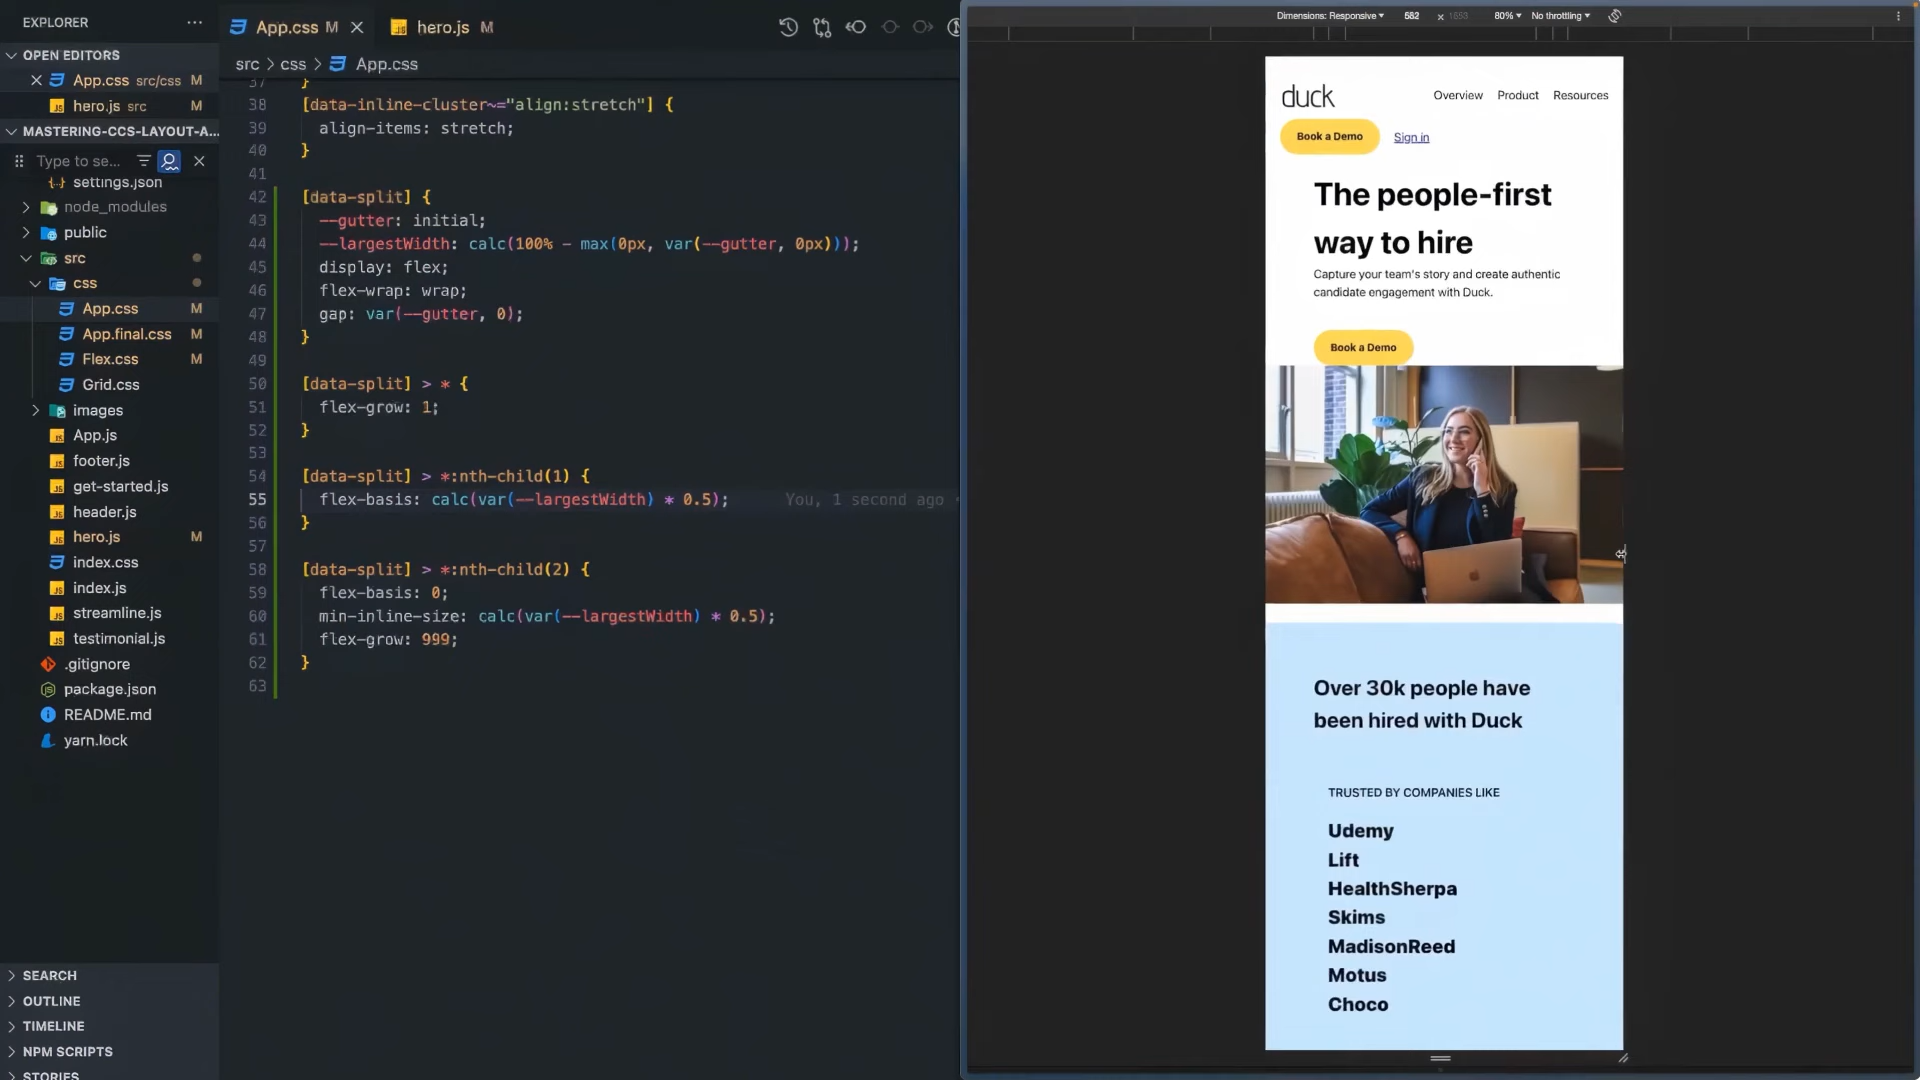 EXPLORER
OPEN EDITORS
App.css src/css M
hero.js src M
MASTERING-CCS-LAYOUT-A...
Type to se...
settings.json
node_modules
public
src
css
App.css M
App.final.css M
Flex.css M
Grid.css
images
App.js
footer.js
get-started.js
header.js
hero.js M
index.css
index.js
streamline.js
testimonial.js
.gitignore
package.json
README.md
yarn.lock
SEARCH
OUTLINE
TIMELINE
NPM SCRIPTS
STORIES
App.css M
hero.js M
src > css > App.css
37 }
38 [data-inline-cluster~="align:stretch"] {
39 align-items: stretch;
40 }
41
42 [data-split] {
43 --gutter: initial;
44 --largestWidth: calc(100% - max(0px, var(--gutter, 0px)));
45 display: flex;
46 flex-wrap: wrap;
47 gap: var(--gutter, 0);
48 }
49
50 [data-split] > * {
51 flex-grow: 1;
52 }
53
54 [data-split] > *:nth-child(1) {
55 flex-basis: calc(var(--largestWidth) * 0.5); You, 1 second ago •
56 }
57
58 [data-split] > *:nth-child(2) {
59 flex-basis: 0;
60 min-inline-size: calc(var(--largestWidth) * 0.5);
61 flex-grow: 999;
62 }
63
Dimensions: Responsive 582 x 1553 80% No throttling
duck Overview Product Resources
Book a Demo Sign in
The people-first
way to hire
Capture your team's story and create authentic
candidate engagement with Duck.
Book a Demo
Over 30k people have
been hired with Duck
TRUSTED BY COMPANIES LIKE
Udemy
Lift
HealthSherpa
Skims
MadisonReed
Motus
Choco